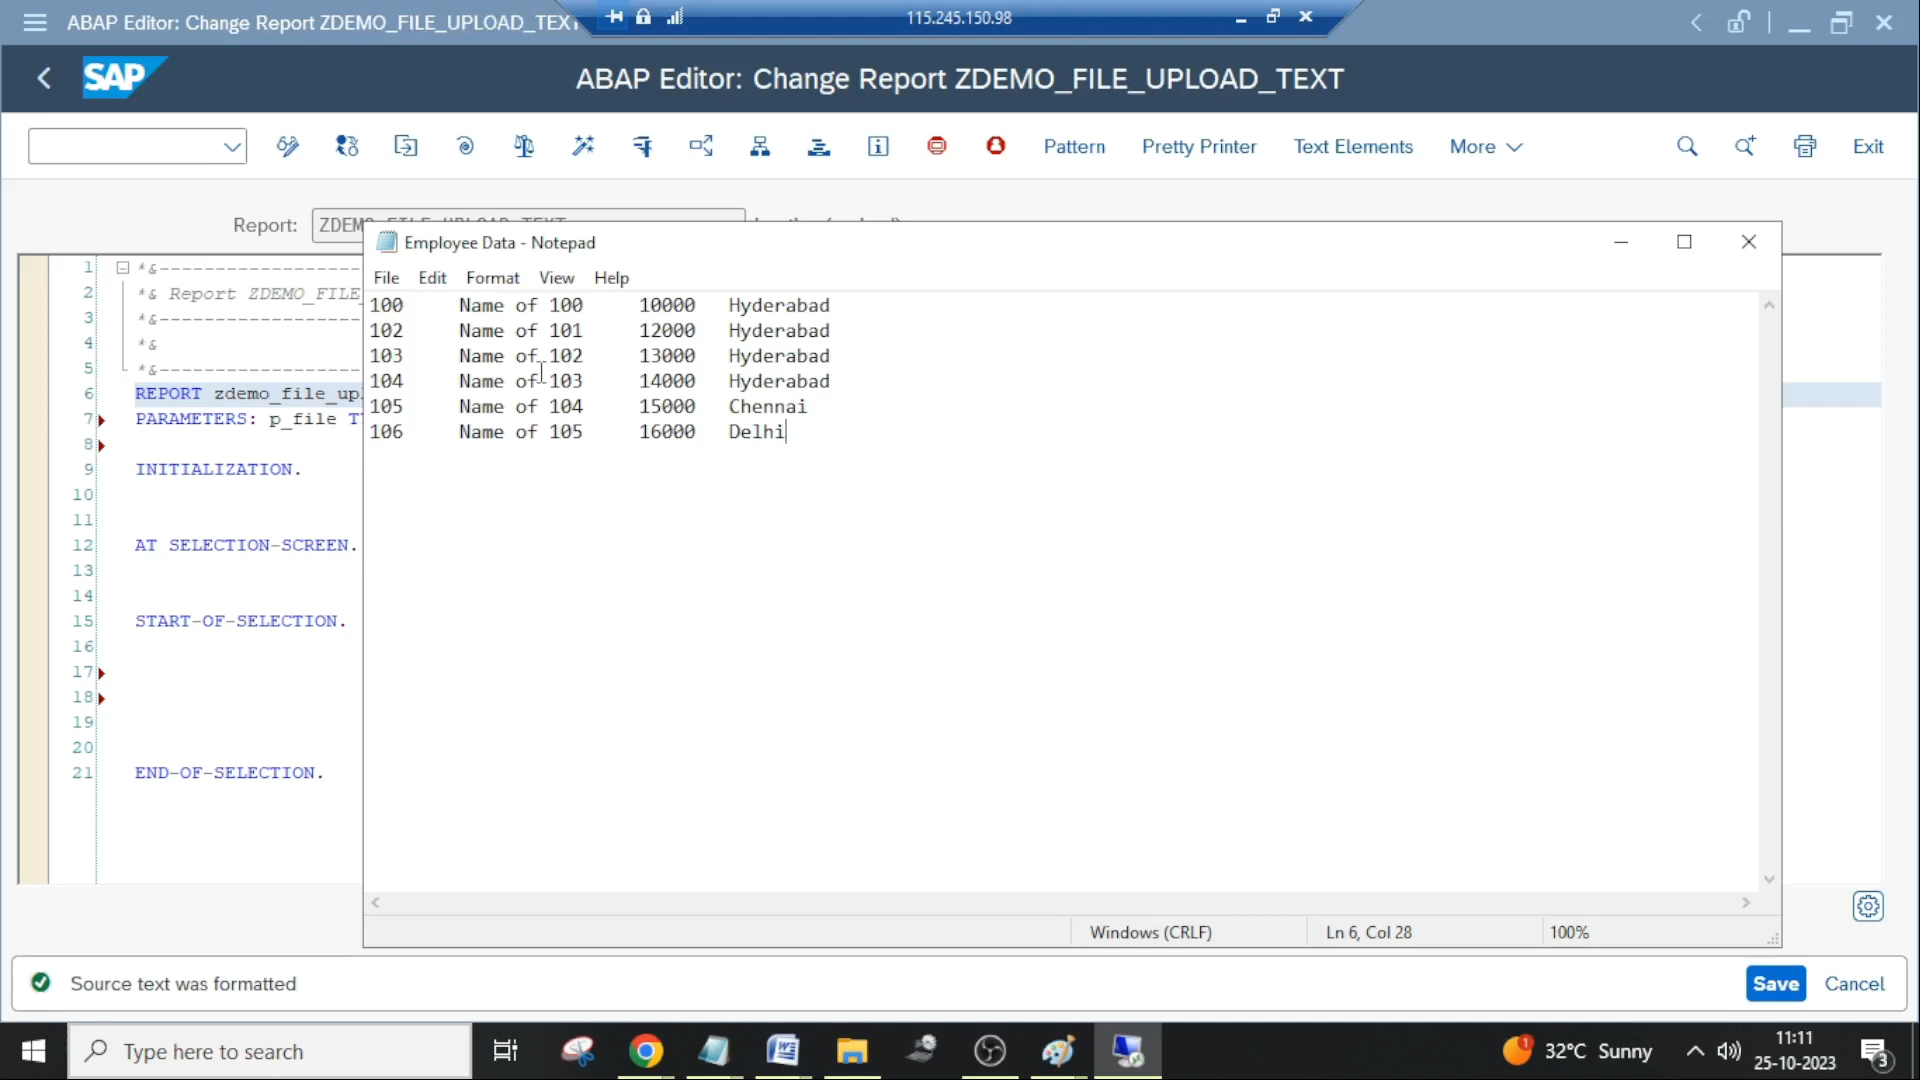 ABAP Editor: Change Report ZDEMO_FILE_UPLOAD_TEXT
115.245.150.98
SAP
ABAP Editor: Change Report ZDEMO_FILE_UPLOAD_TEXT
Pattern
Pretty Printer
Text Elements
More
Exit
Report:
ZDEMO_FILE_UPLOAD_TEXT
Employee Data - Notepad
File Edit Format View Help
100 Name of 100 10000 Hyderabad
102 Name of 101 12000 Hyderabad
103 Name of 102 13000 Hyderabad
104 Name of 103 14000 Hyderabad
105 Name of 104 15000 Chennai
106 Name of 105 16000 Delhi
Windows (CRLF)
Ln 6, Col 28
100%
1 *&--------------------
2 *& Report ZDEMO_FILE
3 *&--------------------
4 *&
5 *&--------------------
6 REPORT zdemo_file_upl
7 PARAMETERS: p_file T
8
9 INITIALIZATION.
10
11
12 AT SELECTION-SCREEN.
13
14
15 START-OF-SELECTION.
16
17
18
19
20
21 END-OF-SELECTION.
Source text was formatted
Save
Cancel
Type here to search
1
32°C Sunny
11:11
25-10-2023
3